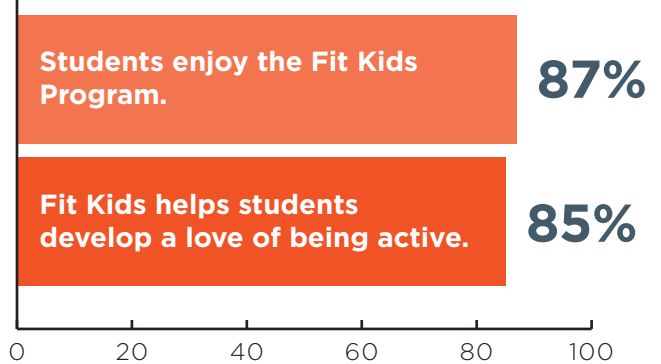 Students enjoy the Fit Kids
Program.
87%
Fit Kids helps students
develop a love of being active.
85%
0 20 40 60 80 100